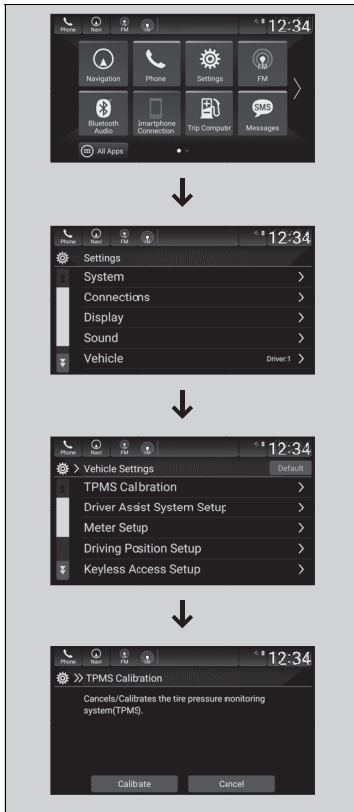 Phone Navi FM 12:34
Navigation Phone Settings FM
FM
SMS
Bluetooth Audio Smartphone Connection Trip Computer Messages
All Apps
Phone Navi FM 12:34
Settings
System
Connections
Display
Sound
Vehicle Driver:1
Phone Navi FM 12:34
Vehicle Settings Default
TPMS Calibration
Driver Assist System Setup
Meter Setup
Driving Position Setup
Keyless Access Setup
Phone Navi FM 12:34
TPMS Calibration
Cancels/Calibrates the tire pressure monitoring
system(TPMS).
Calibate Cancel